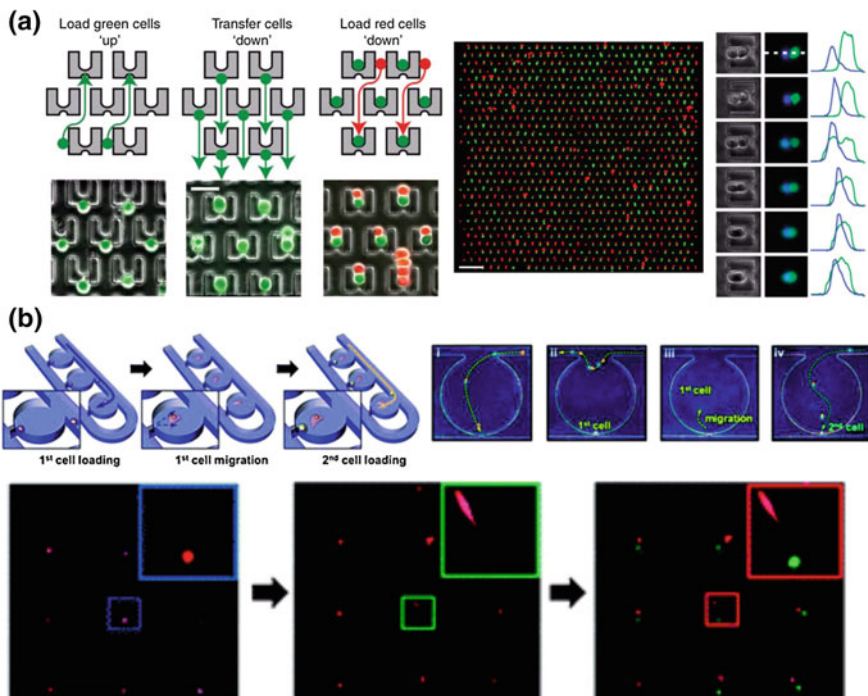 (a)
Load green cells
‘up’
Transfer cells
‘down’
Load red cells
‘down’
(b)
1st cell loading
1st cell migration
2nd cell loading
i
ii
1st cell
iii
1st cell
migration
iv
2nd cell